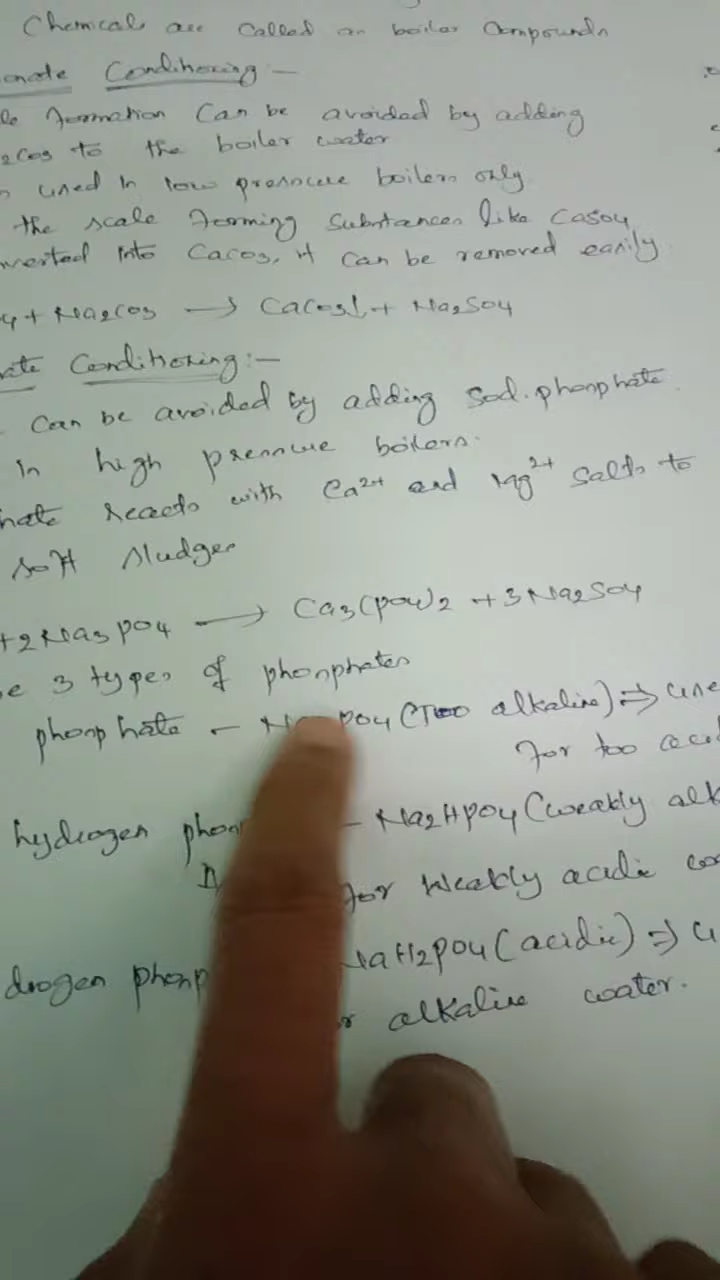 Chemicals are called as boiler compounds
onate Conditioning:-
le formation can be avoided by adding
2CO3 to the boiler water
s used in low pressure boilers only
the scale forming substances like CaSO4
nverted into CaCO3, it can be removed easily
4 + Na2CO3 → CaCO3↓ + Na2SO4
ate Conditioning:-
can be avoided by adding sod. phosphate
in high pressure boilers.
hate reacts with Ca2+ and Mg2+ salts to
soft sludges
+2Na3PO4 → Ca3(PO4)2 + 3Na2SO4
e 3 types of phosphates
phosphate - PO4 (Too alkaline) ⇒ use
for too aci
hydrogen phos - Na2HPO4 (weakly alk
for weakly acidic
drogen phosp NaH2PO4 (acidic) ⇒ u
r alkaline water.